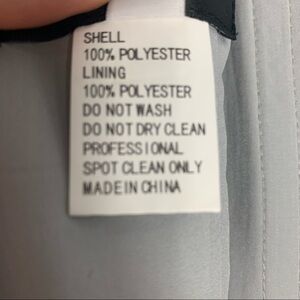 SHELL
100% POLYESTER
LINING
100% POLYESTER
DO NOT WASH
DO NOT DRY CLEAN
PROFESSIONAL
SPOT CLEAN ONLY
MADE IN CHINA